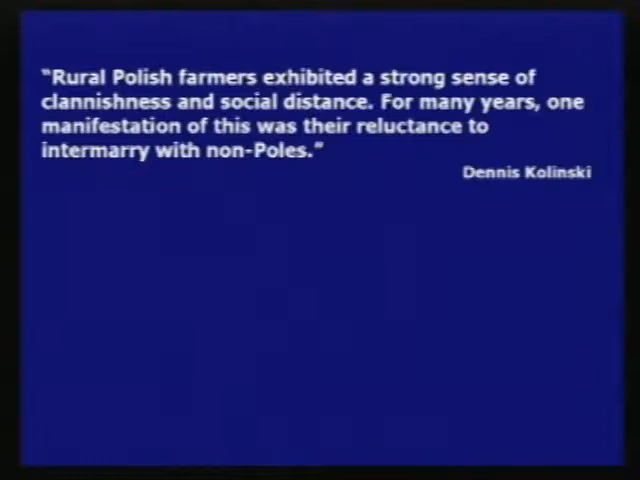 "Rural Polish farmers exhibited a strong sense of
clannishness and social distance. For many years, one
manifestation of this was their reluctance to
intermarry with non-Poles."
Dennis Kolinski